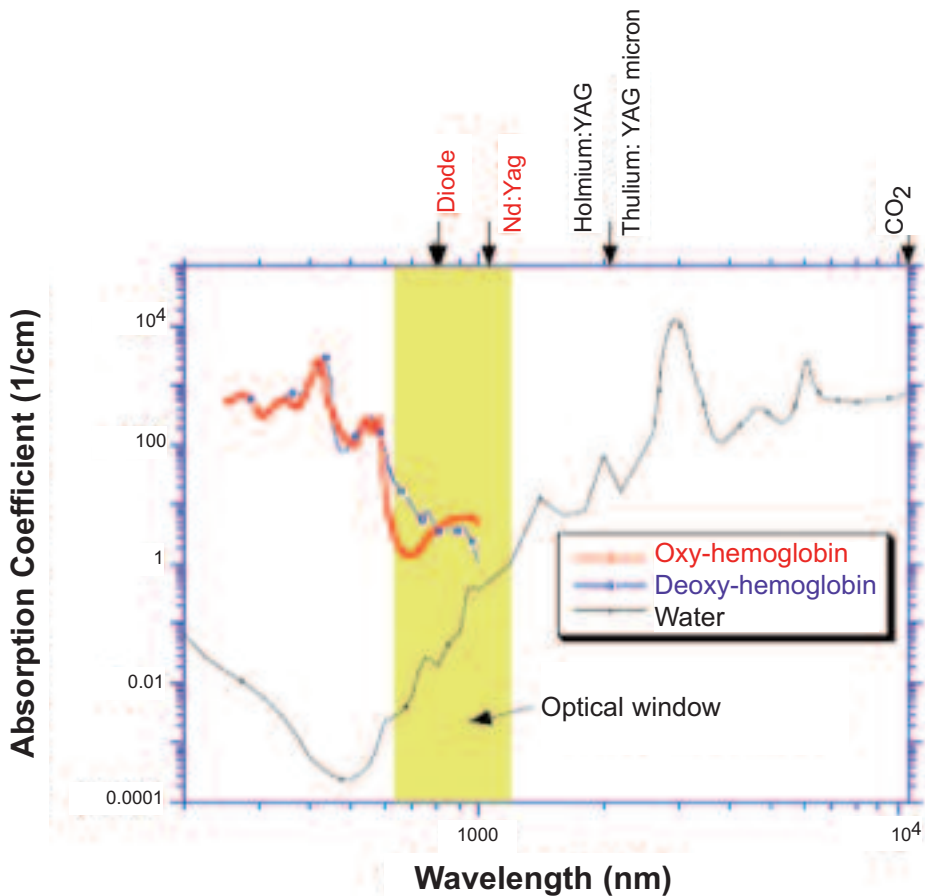 Diode
Nd:Yag
Holmium:YAG
Thulium: YAG micron
CO2
Absorption Coefficient (1/cm)
10^4
100
1
0.01
0.0001
Oxy-hemoglobin
Deoxy-hemoglobin
Water
Optical window
1000
10^4
Wavelength (nm)